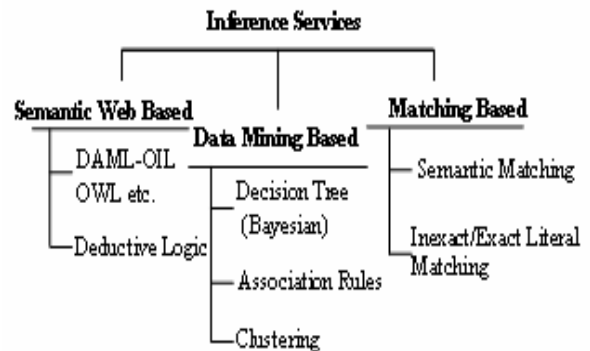 Inference Services
Semantic Web Based
DAML-OIL
OWL etc.
Deductive Logic
Data Mining Based
Decision Tree
(Bayesian)
Association Rules
Clustering
Matching Based
Semantic Matching
Inexact/Exact Literal
Matching